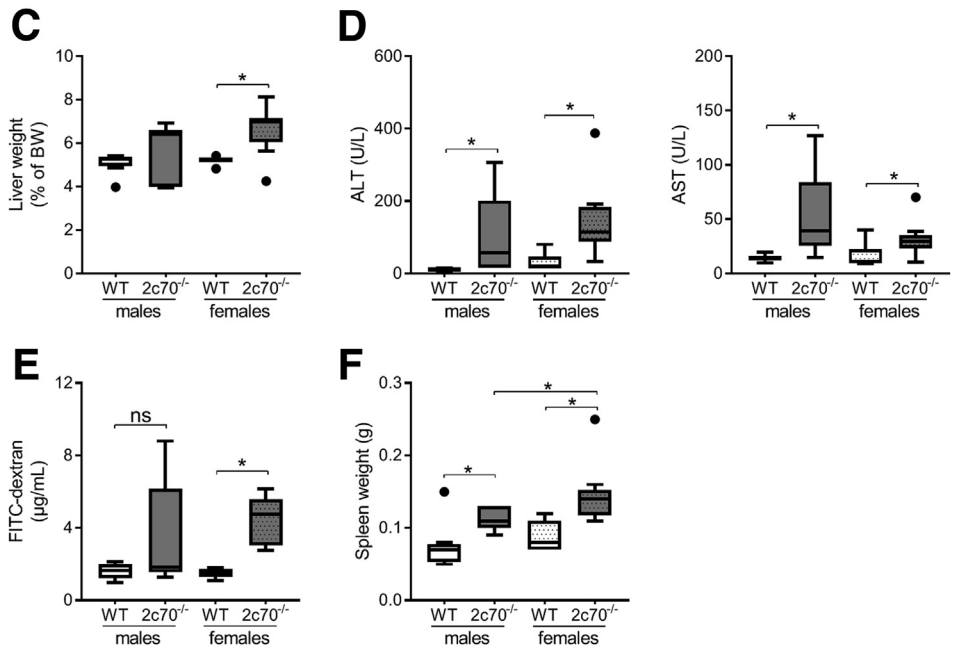 C
Liver weight
(% of BW)
10
8
6
4
2
0
*
WT 2c70-/- WT 2c70-/-
males females
D
ALT (U/L)
600
400
200
0
* *
WT 2c70-/- WT 2c70-/-
males females
AST (U/L)
200
150
100
50
0
* *
WT 2c70-/- WT 2c70-/-
males females
E
FITC-dextran
(µg/mL)
12
8
4
0
ns *
WT 2c70-/- WT 2c70-/-
males females
F
Spleen weight (g)
0.3
0.2
0.1
0.0
*
*
*
WT 2c70-/- WT 2c70-/-
males females